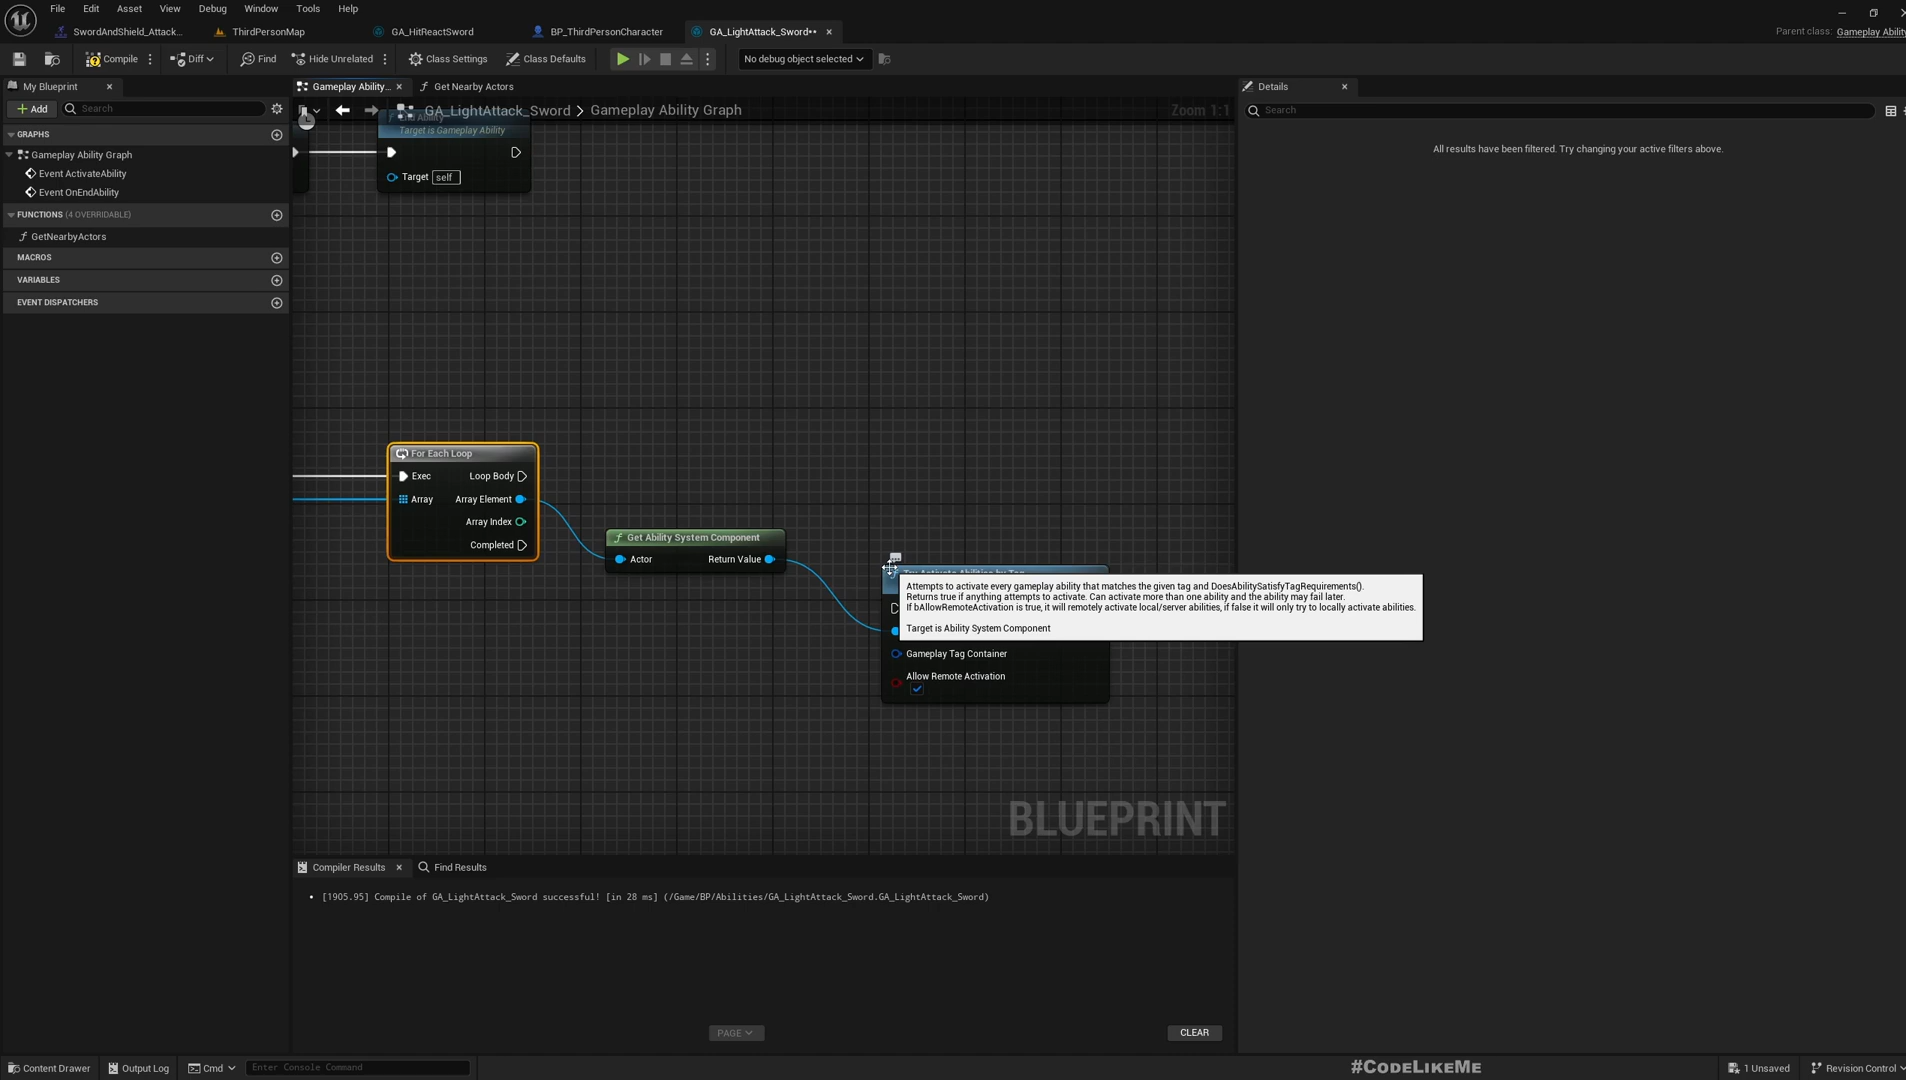 File Edit Asset View Debug Window Tools Help
SwordAndShield_Attack...
ThirdPersonMap
GA_HitReactSword
BP_ThirdPersonCharacter
GA_LightAttack_Sword**
Parent class: Gameplay Ability
Compile
Diff
Find
Hide Unrelated
Class Settings
Class Defaults
No debug object selected
My Blueprint
Gameplay Ability...
Get Nearby Actors
Details
Add
Search
GA_LightAttack_Sword > Gameplay Ability Graph
Zoom 1:1
Search
All results have been filtered. Try changing your active filters above.
GRAPHS
Gameplay Ability Graph
Event ActivateAbility
Event OnEndAbility
FUNCTIONS (4 OVERRIDABLE)
GetNearbyActors
MACROS
VARIABLES
EVENT DISPATCHERS
End Ability
Target is Gameplay Ability
Target self
For Each Loop
Exec Loop Body
Array Array Element
Array Index
Completed
Get Ability System Component
Actor Return Value
Try Activate Abilities by Tag
Attempts to activate every gameplay ability that matches the given tag and DoesAbilitySatisfyTagRequirements().
Returns true if anything attempts to activate. Can activate more than one ability and the ability may fail later.
If bAllowRemoteActivation is true, it will remotely activate local/server abilities, if false it will only try to locally activate abilities.
Target is Ability System Component
Gameplay Tag Container
Allow Remote Activation
BLUEPRINT
Compiler Results
Find Results
[1905.95] Compile of GA_LightAttack_Sword successful! [in 28 ms] (/Game/BP/Abilities/GA_LightAttack_Sword.GA_LightAttack_Sword)
PAGE
CLEAR
Content Drawer
Output Log
Cmd
Enter Console Command
#CODELIKEME
1 Unsaved
Revision Control